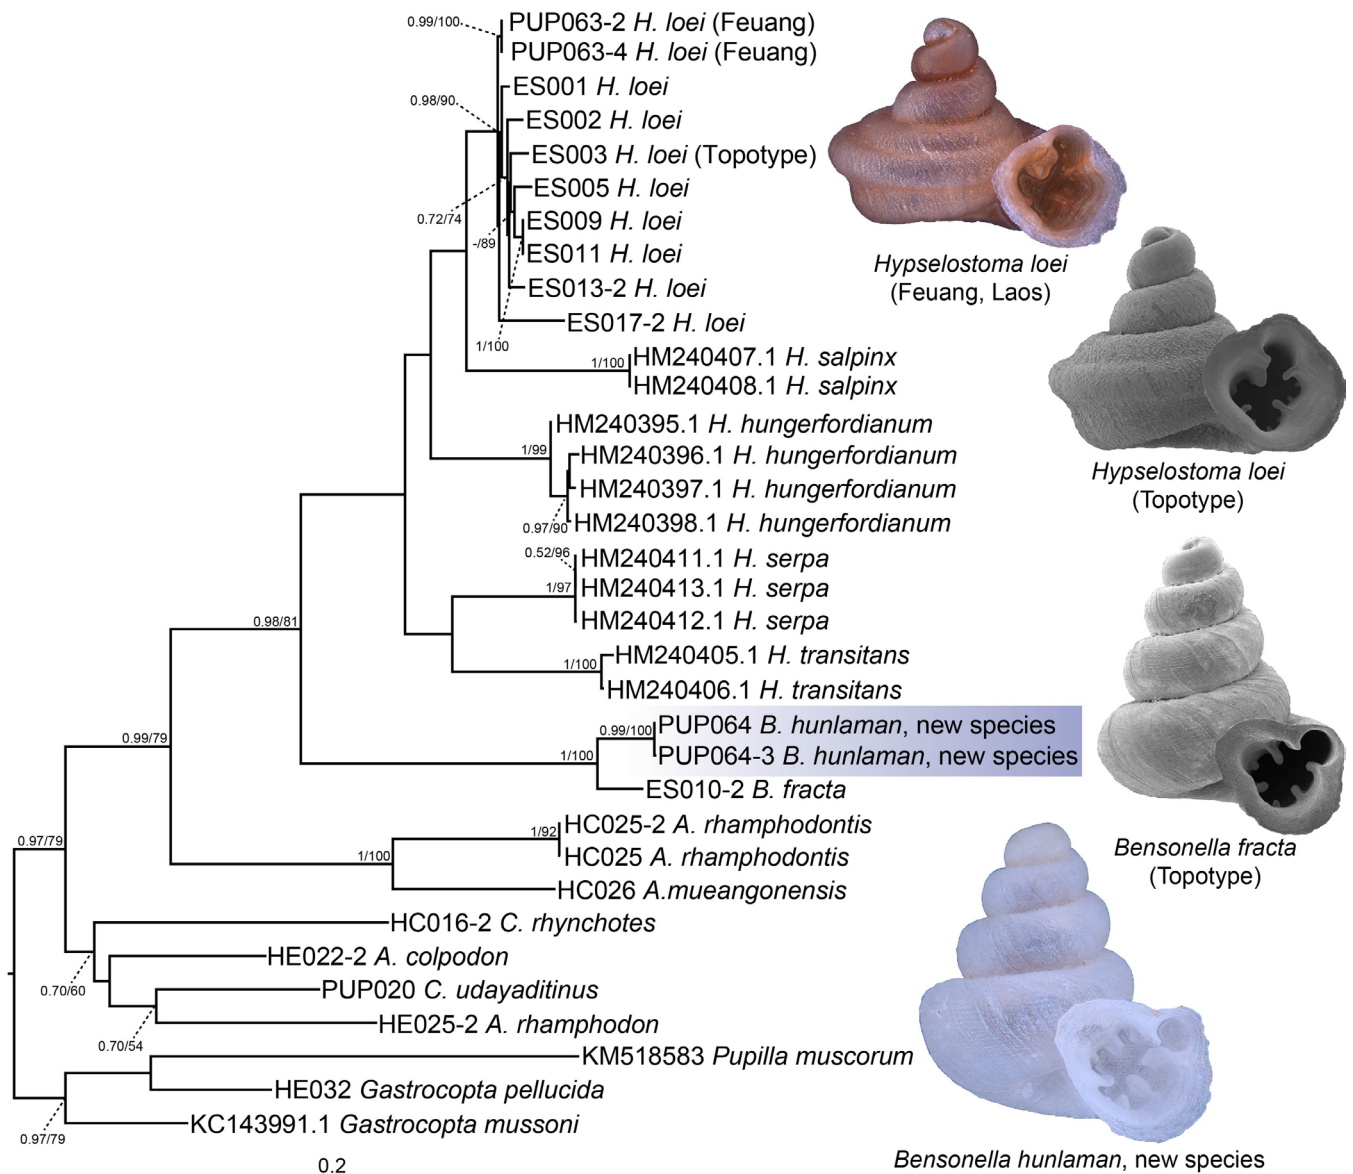 0.99/100
PUP063-2 H. loei (Feuang)
PUP063-4 H. loei (Feuang)
0.98/90
ES001 H. loei
ES002 H. loei
ES003 H. loei (Topotype)
ES005 H. loei
0.72/74
ES009 H. loei
-/89
ES011 H. loei
ES013-2 H. loei
ES017-2 H. loei
1/100
1/100
HM240407.1 H. salpinx
HM240408.1 H. salpinx
HM240395.1 H. hungerfordianum
1/99
HM240396.1 H. hungerfordianum
HM240397.1 H. hungerfordianum
HM240398.1 H. hungerfordianum
0.97/90
0.52/96
HM240411.1 H. serpa
1/97
HM240413.1 H. serpa
HM240412.1 H. serpa
0.98/81
HM240405.1 H. transitans
1/100
HM240406.1 H. transitans
0.99/100
PUP064 B. hunlaman, new species
0.99/79
1/100
PUP064-3 B. hunlaman, new species
ES010-2 B. fracta
1/92
HC025-2 A. rhamphodontis
0.97/79
1/100
HC025 A. rhamphodontis
HC026 A.mueangonensis
HC016-2 C. rhynchotes
HE022-2 A. colpodon
0.70/60
PUP020 C. udayaditinus
HE025-2 A. rhamphodon
0.70/54
KM518583 Pupilla muscorum
HE032 Gastrocopta pellucida
KC143991.1 Gastrocopta mussoni
0.97/79
0.2
Hypselostoma loei
(Feuang, Laos)
Hypselostoma loei
(Topotype)
Bensonella fracta
(Topotype)
Bensonella hunlaman, new species